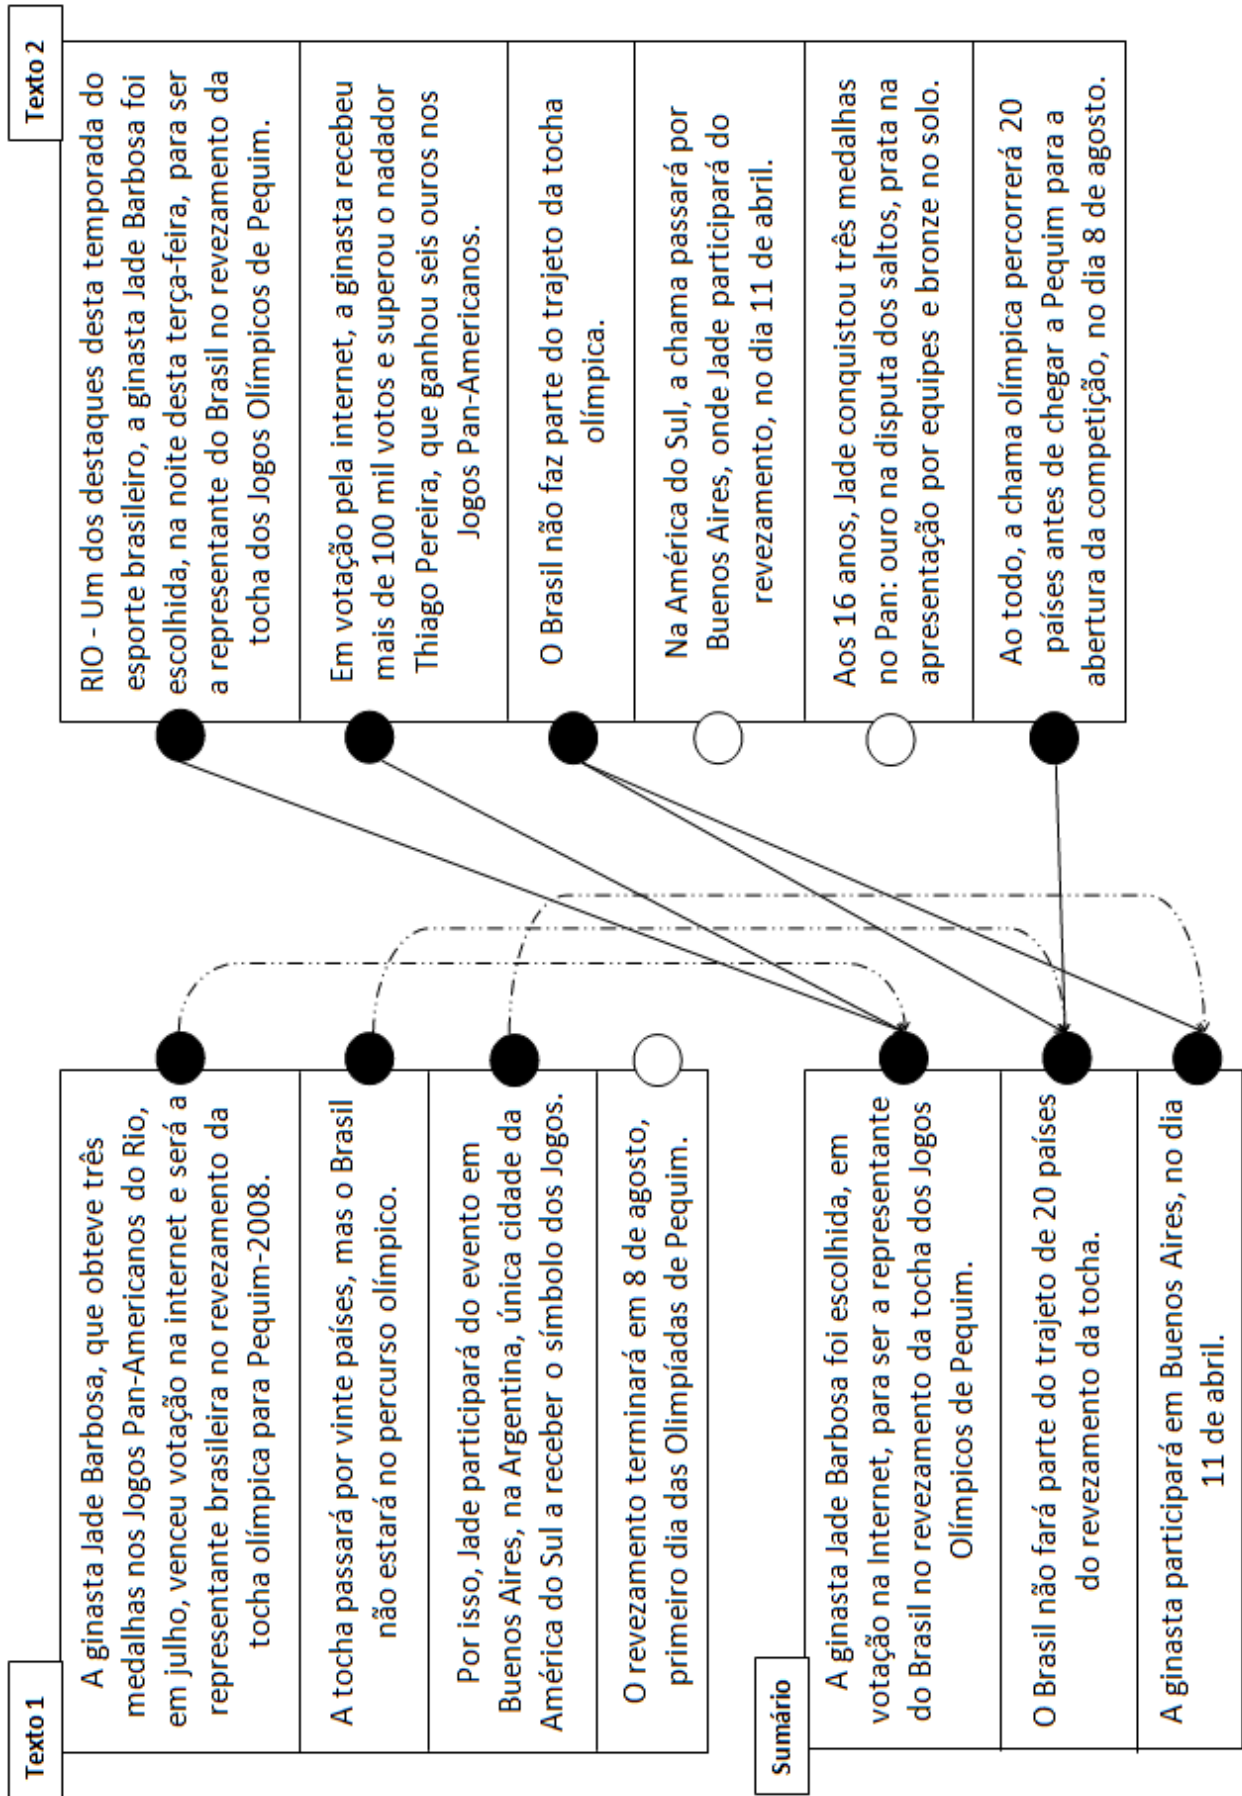 Texto 1
A ginasta Jade Barbosa, que obteve três
medalhas nos Jogos Pan-Americanos do Rio,
em julho, venceu votação na internet e será a
representante brasileira no revezamento da
tocha olímpica para Pequim-2008.
A tocha passará por vinte países, mas o Brasil
não estará no percurso olímpico.
Por isso, Jade participará do evento em
Buenos Aires, na Argentina, única cidade da
América do Sul a receber o símbolo dos Jogos.
O revezamento terminará em 8 de agosto,
primeiro dia das Olimpíadas de Pequim.
Texto 2
RIO - Um dos destaques desta temporada do
esporte brasileiro, a ginasta Jade Barbosa foi
escolhida, na noite desta terça-feira, para ser
a representante do Brasil no revezamento da
tocha dos Jogos Olímpicos de Pequim.
Em votação pela internet, a ginasta recebeu
mais de 100 mil votos e superou o nadador
Thiago Pereira, que ganhou seis ouros nos
Jogos Pan-Americanos.
O Brasil não faz parte do trajeto da tocha
olímpica.
Na América do Sul, a chama passará por
Buenos Aires, onde Jade participará do
revezamento, no dia 11 de abril.
Aos 16 anos, Jade conquistou três medalhas
no Pan: ouro na disputa dos saltos, prata na
apresentação por equipes e bronze no solo.
Ao todo, a chama olímpica percorrerá 20
países antes de chegar a Pequim para a
abertura da competição, no dia 8 de agosto.
Sumário
A ginasta Jade Barbosa foi escolhida, em
votação na Internet, para ser a representante
do Brasil no revezamento da tocha dos Jogos
Olímpicos de Pequim.
O Brasil não fará parte do trajeto de 20 países
do revezamento da tocha.
A ginasta participará em Buenos Aires, no dia
11 de abril.